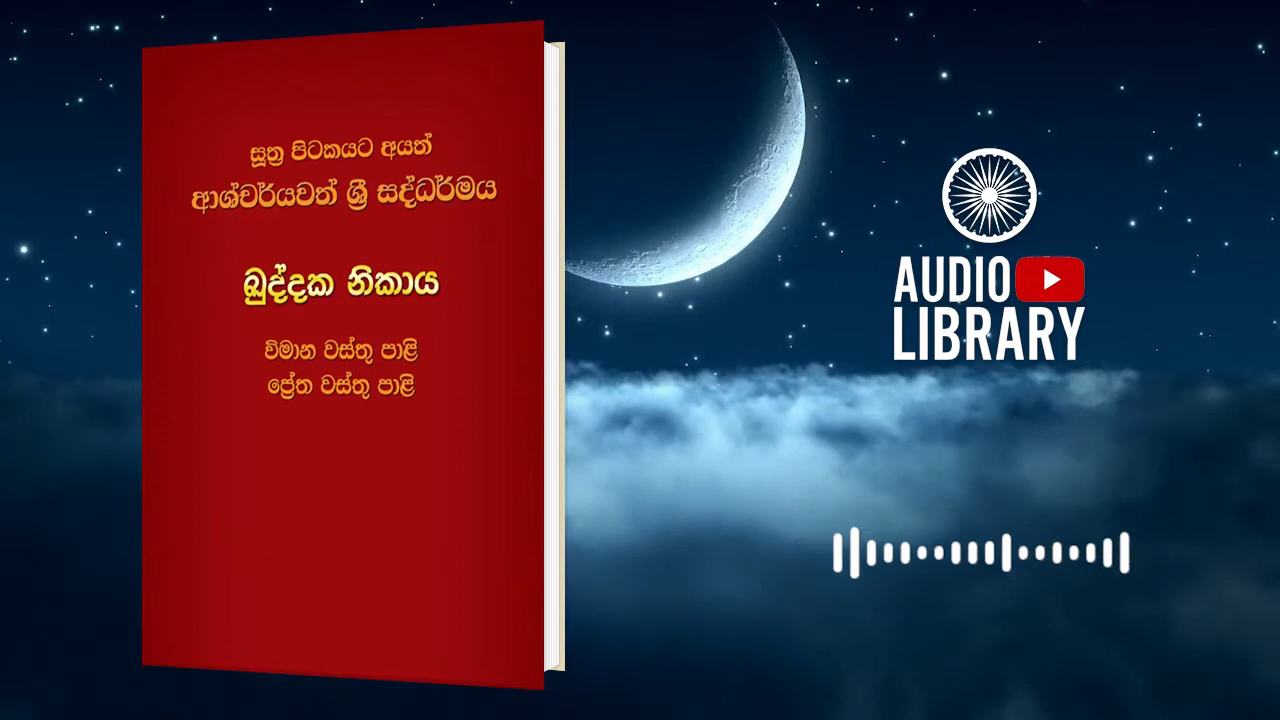 සූත්‍ර පිටකයට අයත්
ආශ්චර්යවත් ශ්‍රී සද්ධර්මය
ඛුද්දක නිකාය
විමාන වස්තු පාළි
ප්‍රේත වස්තු පාළි
AUDIO
LIBRARY